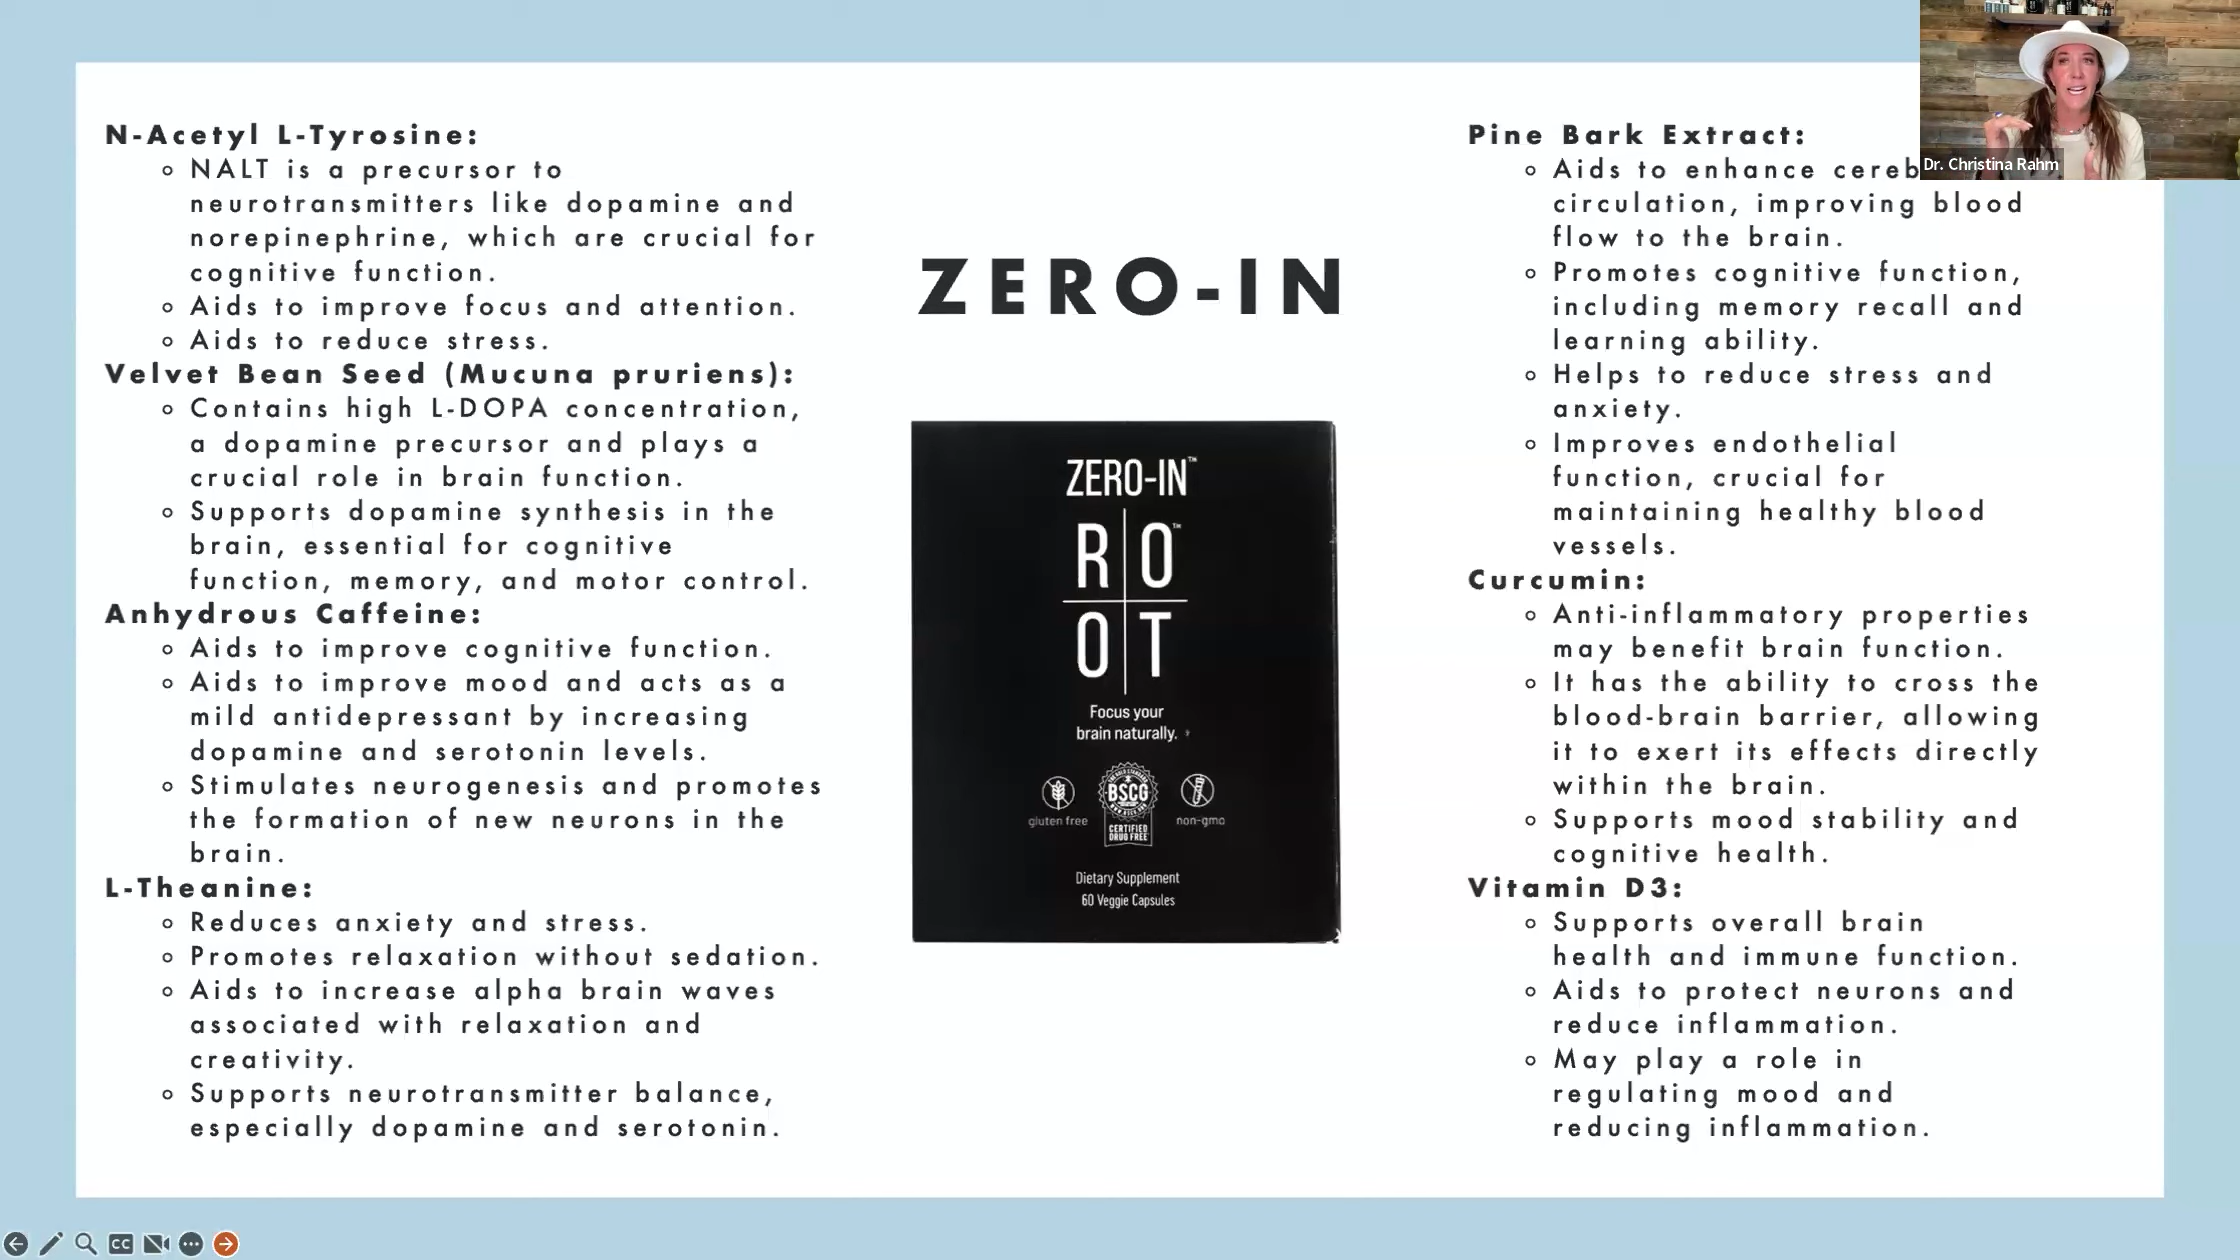 N-Acetyl L-Tyrosine:
NALT is a precursor to
neurotransmitters like dopamine and
norepinephrine, which are crucial for
cognitive function.
Aids to improve focus and attention.
Aids to reduce stress.
Velvet Bean Seed (Mucuna pruriens):
Contains high L-DOPA concentration,
a dopamine precursor and plays a
crucial role in brain function.
Supports dopamine synthesis in the
brain, essential for cognitive
function, memory, and motor control.
Anhydrous Caffeine:
Aids to improve cognitive function.
Aids to improve mood and acts as a
mild antidepressant by increasing
dopamine and serotonin levels.
Stimulates neurogenesis and promotes
the formation of new neurons in the
brain.
L-Theanine:
Reduces anxiety and stress.
Promotes relaxation without sedation.
Aids to increase alpha brain waves
associated with relaxation and
creativity.
Supports neurotransmitter balance,
especially dopamine and serotonin.
ZERO-IN
ZERO-IN™
RO™
OT
Focus your
brain naturally.
gluten free
BSCG
CERTIFIED
DRUG FREE
non-gmo
Dietary Supplement
60 Veggie Capsules
Pine Bark Extract:
Aids to enhance
circulation, improving blood
flow to the brain.
Promotes cognitive function,
including memory recall and
learning ability.
Helps to reduce stress and
anxiety.
Improves endothelial
function, crucial for
maintaining healthy blood
vessels.
Curcumin:
Anti-inflammatory properties
may benefit brain function.
It has the ability to cross the
blood-brain barrier, allowing
it to exert its effects directly
within the brain.
Supports mood stability and
cognitive health.
Vitamin D3:
Supports overall brain
health and immune function.
Aids to protect neurons and
reduce inflammation.
May play a role in
regulating mood and
reducing inflammation.
Dr. Christina Rahm
CC